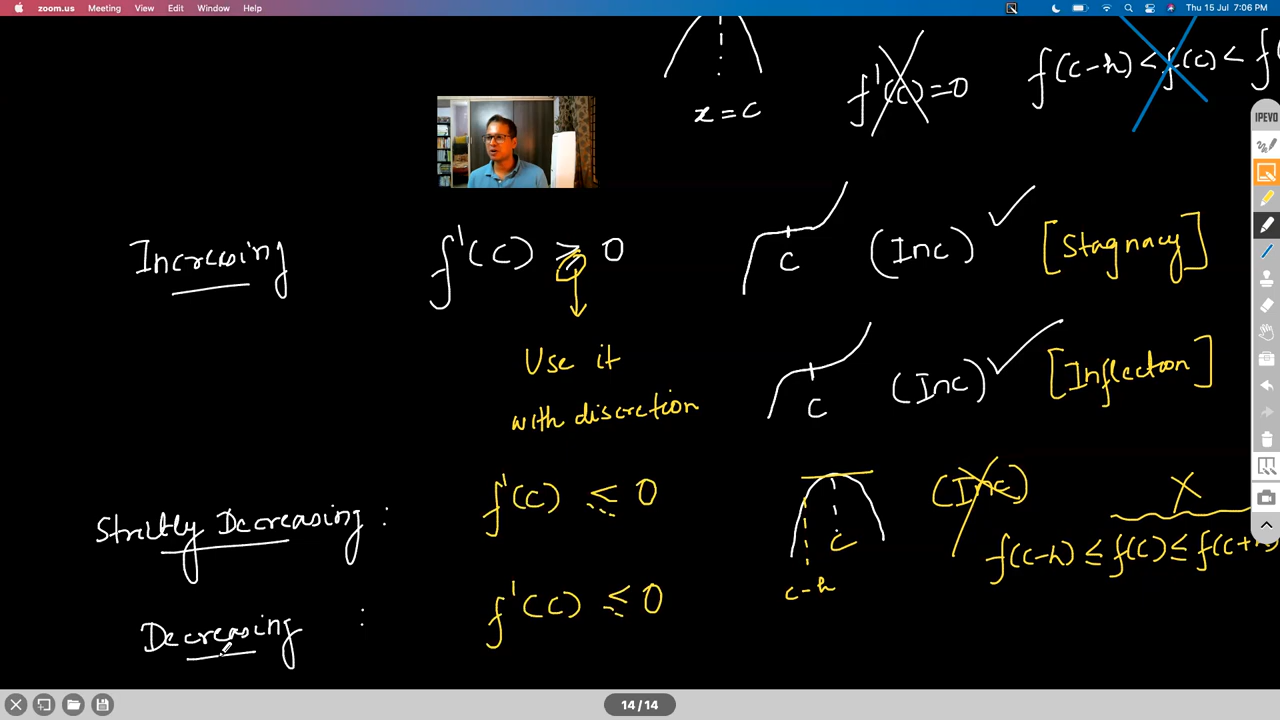 zoom.us Meeting View Edit Window Help Thu 15 Jul 7:06 PM
x = c
f'(c) = 0
f(c-h) < f(c) < f
IPEVO
Increasing f'(c) ≥ 0 c (Inc) ✓ [Stagnacy]
Use it
with discretion
c (Inc) ✓ [Inflection]
Strictly Decreasing : f'(c) ≤ 0 c (Inc) X
c-h
f(c-h) ≤ f(c) ≤ f(c+h)
Decreasing : f'(c) ≤ 0
14 / 14